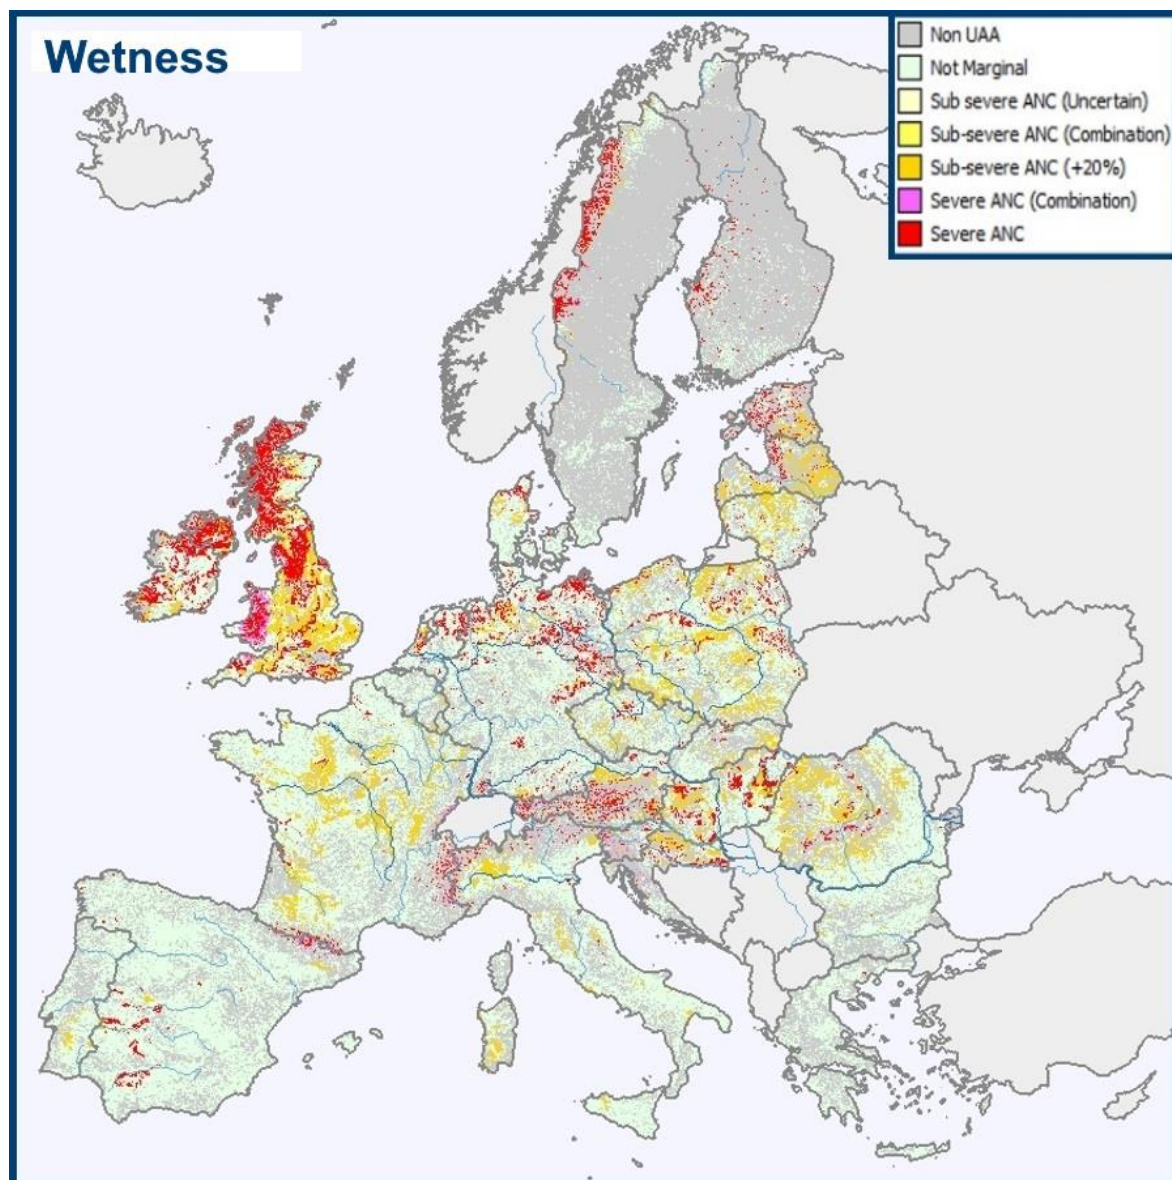 Wetness
Non UAA
Not Marginal
Sub severe ANC (Uncertain)
Sub-severe ANC (Combination)
Sub-severe ANC (+20%)
Severe ANC (Combination)
Severe ANC